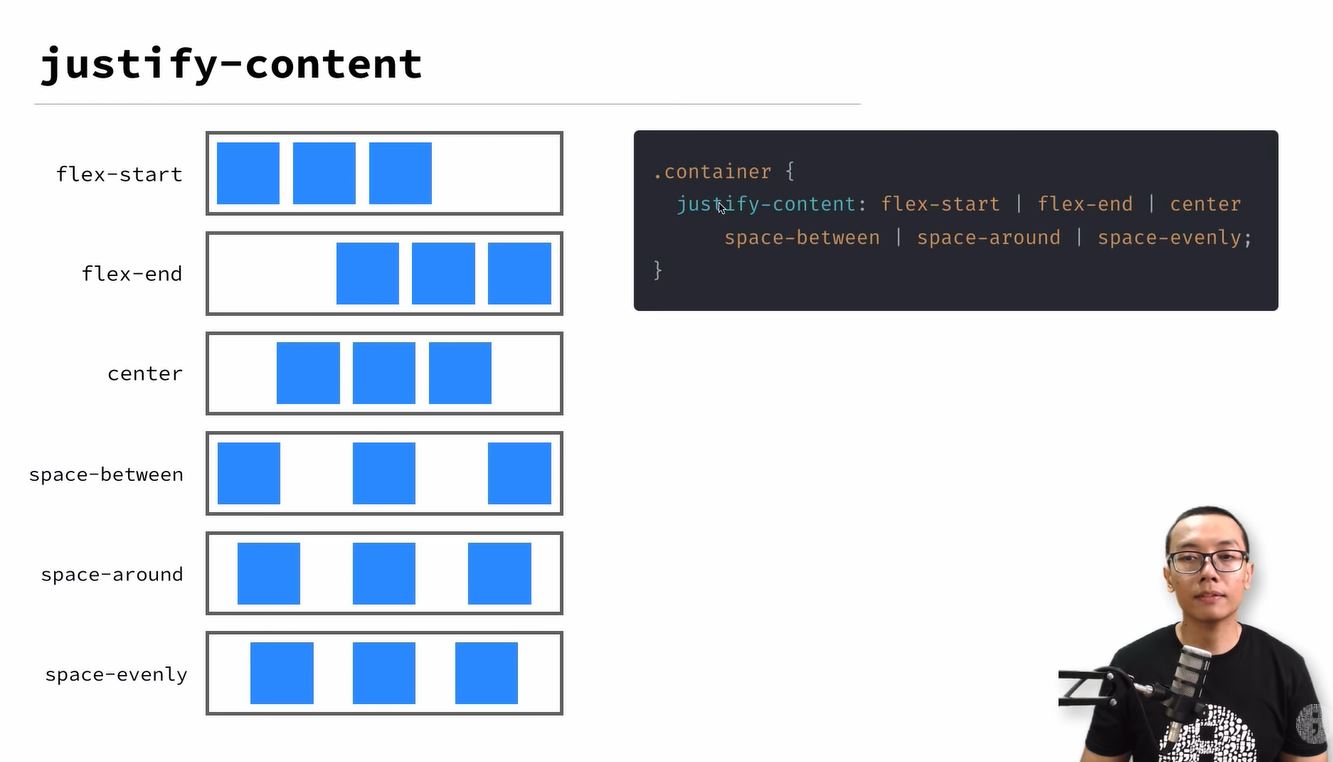 justify-content
flex-start
flex-end
center
space-between
space-around
space-evenly
.container {
justify-content: flex-start | flex-end | center
space-between | space-around | space-evenly;
}